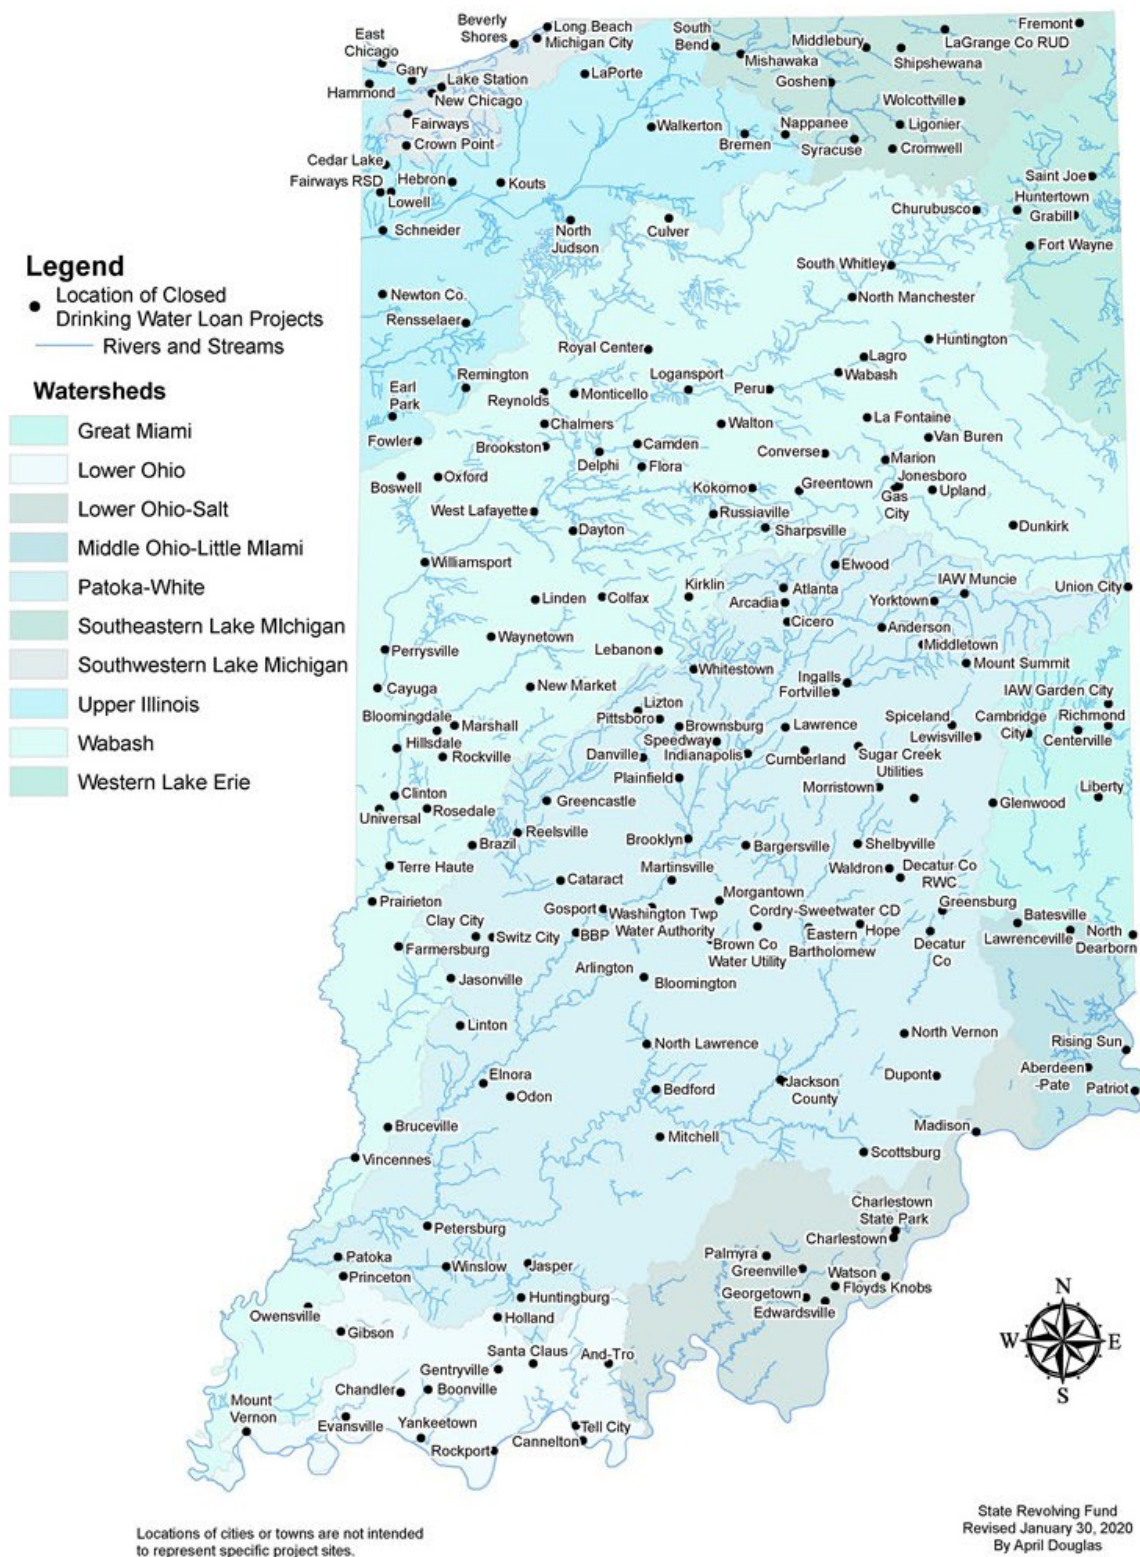 Beverly
Shores
Long Beach
Michigan City
South
Bend
Middlebury
Fremont
LaGrange Co RUD
East
Chicago
Gary
Lake Station
LaPorte
Mishawaka
Shipshewana
Goshen
Hammond
New Chicago
Wolcottville
Fairways
Walkerton
Nappanee
Ligonier
Crown Point
Bremen
Syracuse
Cromwell
Cedar Lake
Fairways RSD
Hebron
Kouts
Saint Joe
Lowell
Churubusco
Huntertown
Grabill
Schneider
North
Judson
Culver
Fort Wayne
South Whitley
Legend
Location of Closed
Drinking Water Loan Projects
Rivers and Streams
Newton Co.
North Manchester
Rensselaer
Huntington
Royal Center
Lagro
Wabash
Watersheds
Great Miami
Lower Ohio
Lower Ohio-Salt
Middle Ohio-Little MIami
Patoka-White
Southeastern Lake MIchigan
Southwestern Lake Michigan
Upper Illinois
Wabash
Western Lake Erie
Remington
Logansport
Peru
Earl
Park
Reynolds
Monticello
Chalmers
Walton
La Fontaine
Fowler
Brookston
Camden
Van Buren
Delphi
Converse
Marion
Flora
Jonesboro
Boswell
Oxford
Kokomo
Greentown
Gas
City
Upland
West Lafayette
Russiaville
Dayton
Sharpsville
Dunkirk
Williamsport
Elwood
Kirklin
Atlanta
IAW Muncie
Union City
Linden
Colfax
Arcadia
Yorktown
Cicero
Anderson
Waynetown
Middletown
Perrysville
Lebanon
Mount Summit
Whitestown
Cayuga
New Market
Ingalls
Fortville
IAW Garden City
Lizton
Bloomingdale
Marshall
Pittsboro
Brownsburg
Lawrence
Spiceland
Cambridge
City
Richmond
Speedway
Lewisville
Centerville
Hillsdale
Rockville
Danville
Indianapolis
Cumberland
Sugar Creek
Utilities
Plainfield
Morristown
Clinton
Greencastle
Liberty
Universal
Rosedale
Glenwood
Reelsville
Brazil
Brooklyn
Bargersville
Shelbyville
Terre Haute
Martinsville
Waldron
Decatur Co
RWC
Cataract
Prairieton
Morgantown
Greensburg
Gosport
Washington Twp
Water Authority
Cordry-Sweetwater CD
Batesville
Clay City
Switz City
BBP
Eastern
Bartholomew
Hope
Lawrenceville
North
Dearborn
Farmersburg
Brown Co
Water Utility
Decatur
Co
Arlington
Jasonville
Bloomington
Linton
North Vernon
North Lawrence
Rising Sun
Elnora
Dupont
Aberdeen
-Pate
Odon
Bedford
Jackson
County
Patriot
Bruceville
Mitchell
Madison
Vincennes
Scottsburg
Charlestown
State Park
Petersburg
Charlestown
Patoka
Winslow
Jasper
Palmyra
Princeton
Greenville
Watson
Huntingburg
Georgetown
Floyds Knobs
Owensville
Holland
Edwardsville
Gibson
Santa Claus
And-Tro
Gentryville
Chandler
Boonville
Mount
Vernon
Evansville
Yankeetown
Tell City
Rockport
Cannelton
N
W
E
S
Locations of cities or towns are not intended
to represent specific project sites.
State Revolving Fund
Revised January 30, 2020
By April Douglas